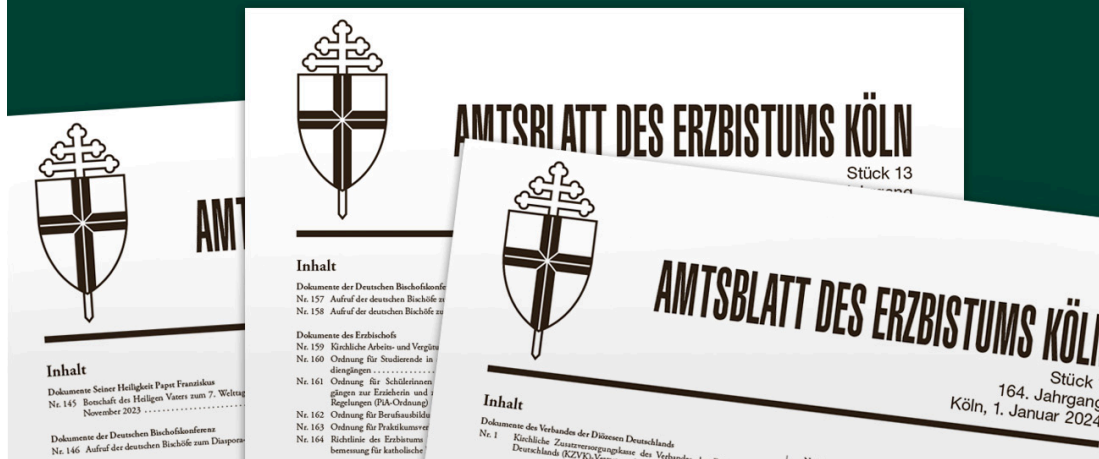 AMT
Inhalt
Dokumente Seiner Heiligkeit Papst Franziskus
Nr. 145 Botschaft des Heiligen Vaters zum 7. Welttag
November 2023
Dokumente der Deutschen Bischofskonferenz
Nr. 146 Aufruf der deutschen Bischöfe zum Diaspora-
AMTSBLATT DES ERZBISTUMS KÖLN
Stück 13
Inhalt
Dokumente der Deutschen Bischofskonfe
Nr. 157 Aufruf der deutschen Bischöfe
Nr. 158 Aufruf der deutschen Bischöfe
Dokumente des Erzbischofs
Nr. 159 Kirchliche Arbeits- und Vergütu
Nr. 160 Ordnung für Studierende in
diengängen
Nr. 161 Ordnung für Schülerinnen
gängen zur Erzieherin und
Regelungen (PiA-Ordnung)
Nr. 162 Ordnung für Berufsausbildu
Nr. 163 Ordnung für Praktikumsver
Nr. 164 Richtlinie des Erzbistums
bemessung für katholische
AMTSBLATT DES ERZBISTUMS KÖLN
Stück
164. Jahrgang
Köln, 1. Januar 2024
Inhalt
Dokumente des Verbandes der Diözesen Deutschlands
Nr. 1 Kirchliche Zusatzversorgungskasse des Verbandes
Deutschlands